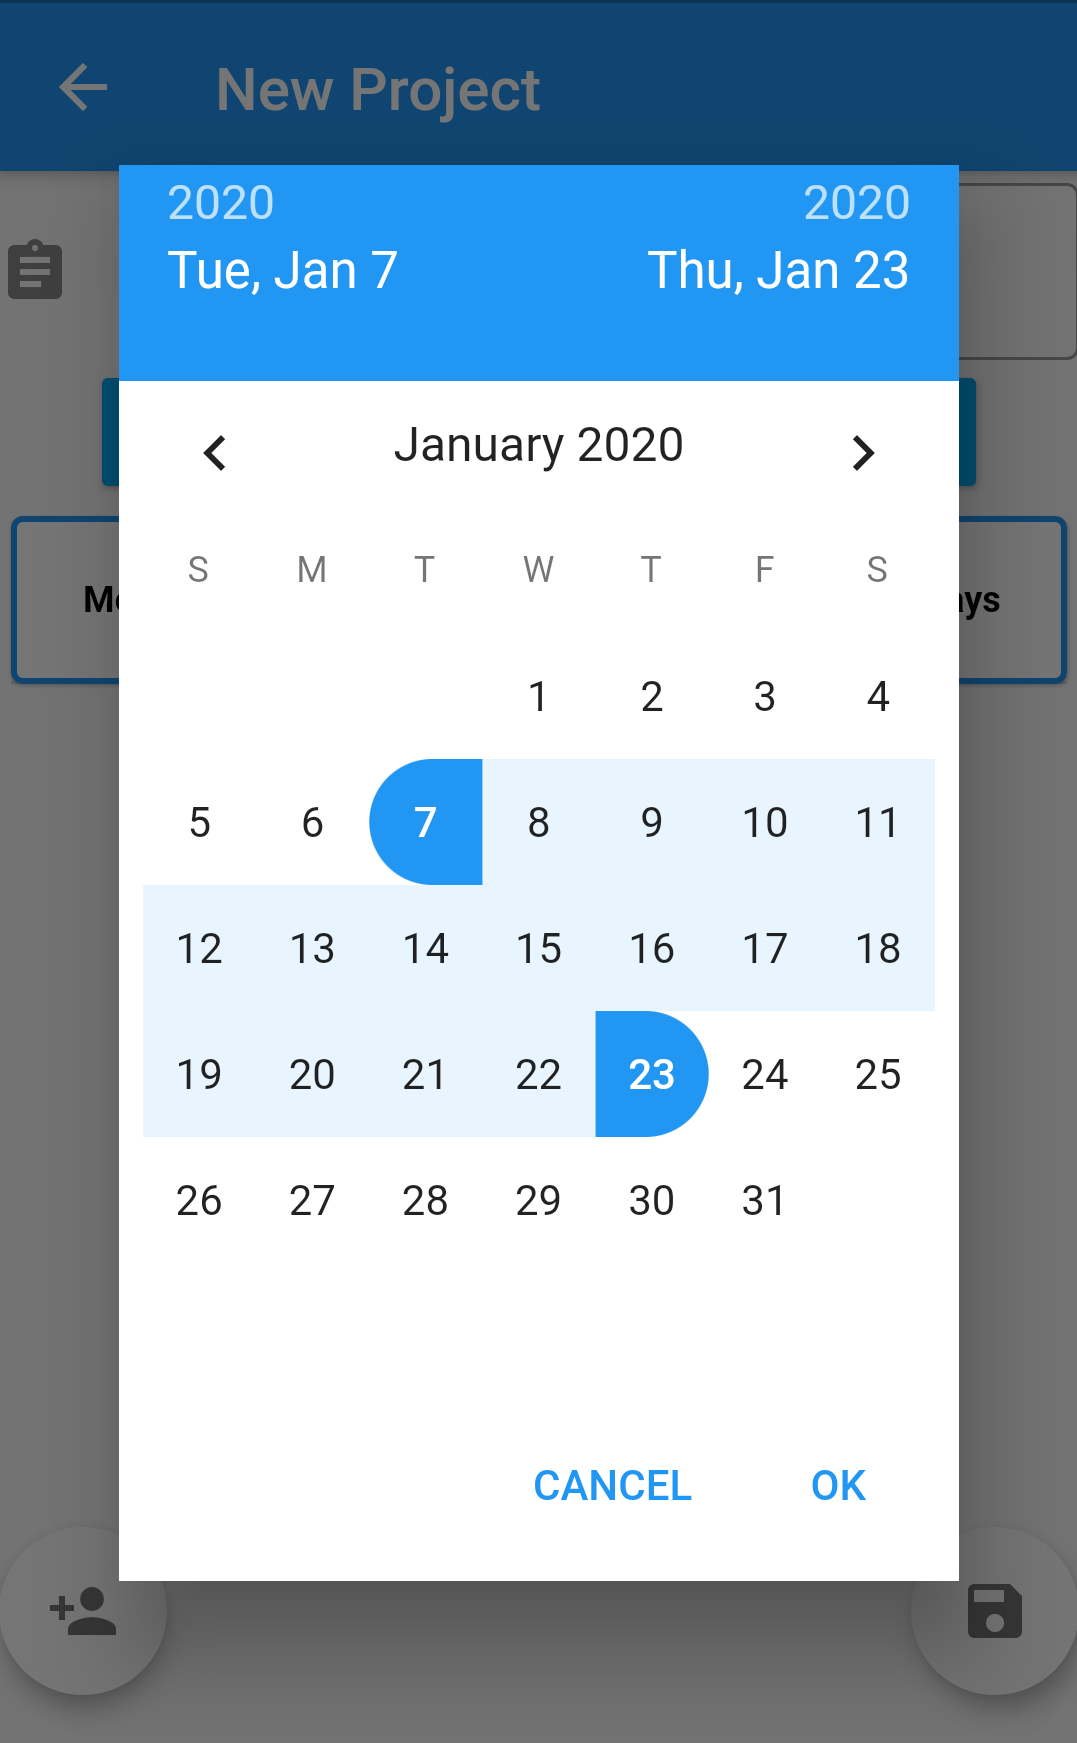 New Project
2020 2020
Tue, Jan 7 Thu, Jan 23
January 2020
S M T W T F S
1 2 3 4
5 6 7 8 9 10 11
12 13 14 15 16 17 18
19 20 21 22 23 24 25
26 27 28 29 30 31
CANCEL OK